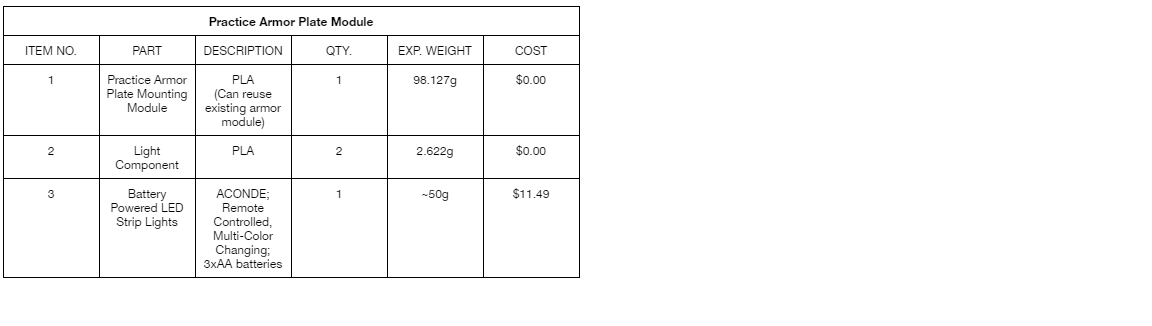 Practice Armor Plate Module
ITEM NO. PART DESCRIPTION QTY. EXP. WEIGHT COST
1 Practice Armor PLA 1 98.127g $0.00
Plate Mounting (Can reuse
Module existing armor
module)
2 Light PLA 2 2.622g $0.00
Component
3 Battery ACONDE; 1 ~50g $11.49
Powered LED Remote
Strip Lights Controlled,
Multi-Color
Changing;
3xAA batteries